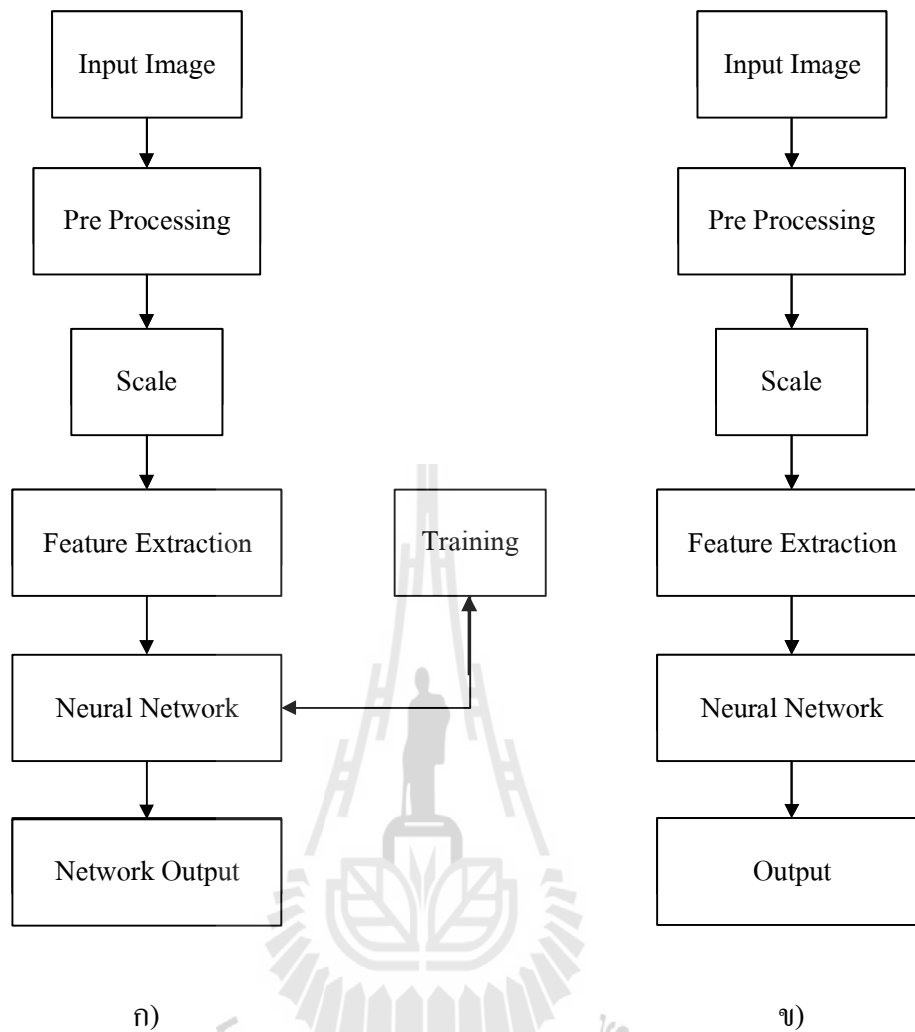 Input Image
Pre Processing
Scale
Feature Extraction
Training
Neural Network
Network Output
ก)
Input Image
Pre Processing
Scale
Feature Extraction
Neural Network
Output
ข)